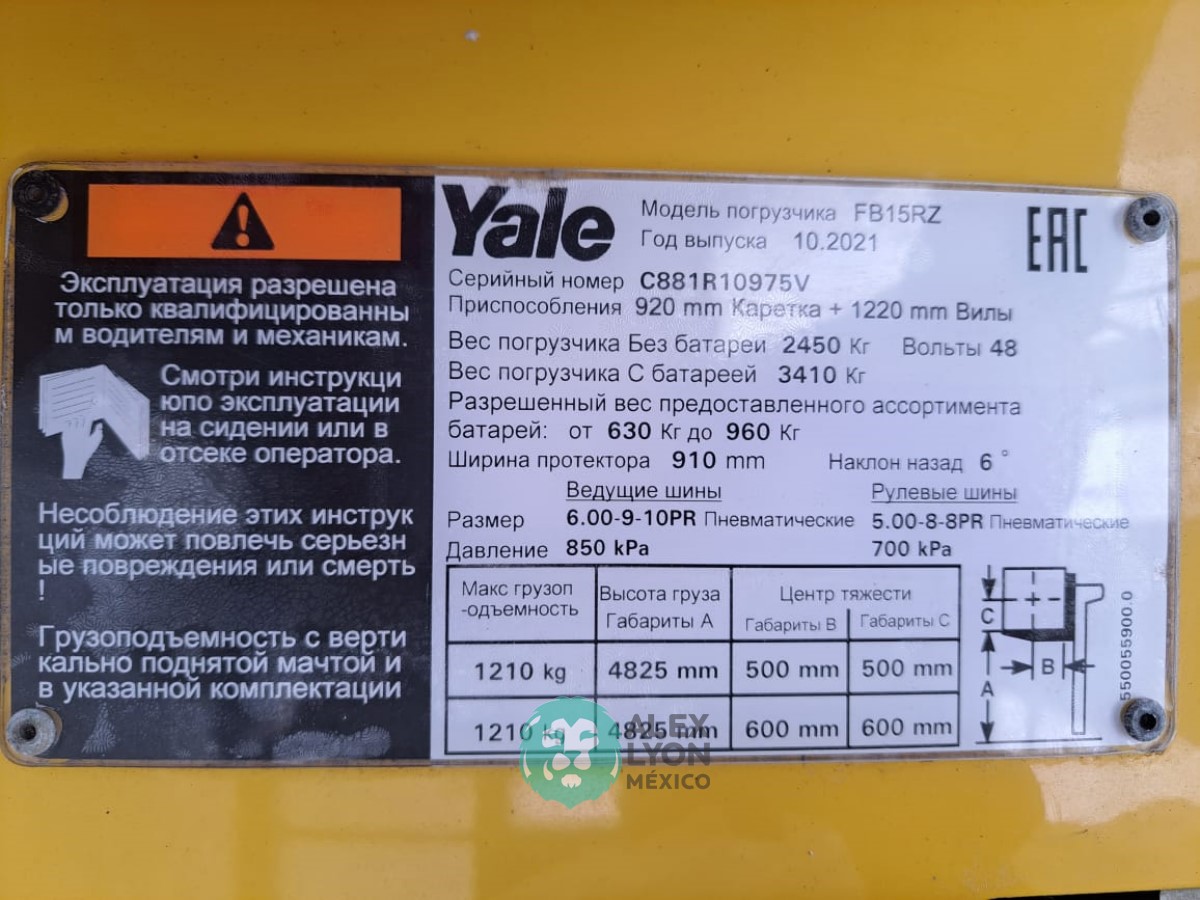 Эксплуатация разрешена
только квалифицированны
м водителям и механикам.
Смотри инструкци
юпо эксплуатации
на сидении или в
отсеке оператора.
Несоблюдение этих инструк
ций может повлечь серьезн
ые повреждения или смерть
!
Грузоподъемность с верти
кально поднятой мачтой и
в указанной комплектации
Yale
Модель погрузчика FB15RZ
Год выпуска 10.2021
EAC
Серийный номер C881R10975V
Приспособления 920 mm Каретка + 1220 mm Вилы
Вес погрузчика Без батареи 2450 Кг Вольты 48
Вес погрузчика С батареей 3410 Кг
Разрешенный вес предоставленного ассортимента
батарей: от 630 Кг до 960 Кг
Ширина протектора 910 mm Наклон назад 6 °
Ведущие шины Рулевые шины
Размер 6.00-9-10PR Пневматические 5.00-8-8PR Пневматические
Давление 850 kPa 700 kPa
Макс грузоп
-одъемность
Высота груза
Габариты А
Центр тяжести
Габариты В Габариты С
1210 kg 4825 mm 500 mm 500 mm
1210 kg 4825 mm 600 mm 600 mm
C
B
A
550055900.0
ALEX
LYON
MÉXICO